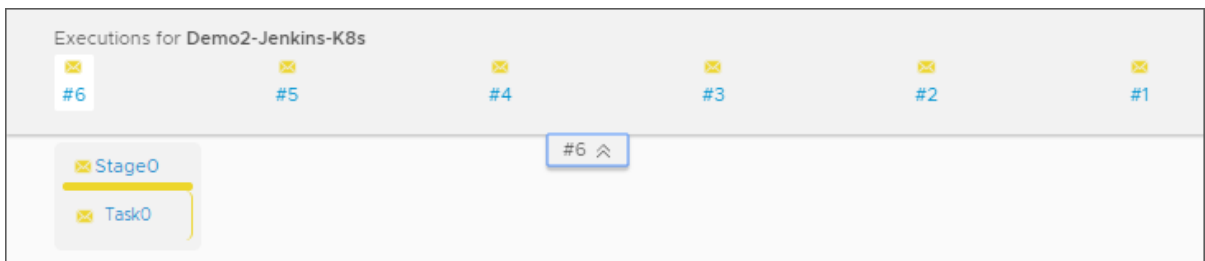 Executions for Demo2-Jenkins-K8s
#6 #5 #4 #3 #2 #1
#6
Stage0
Task0